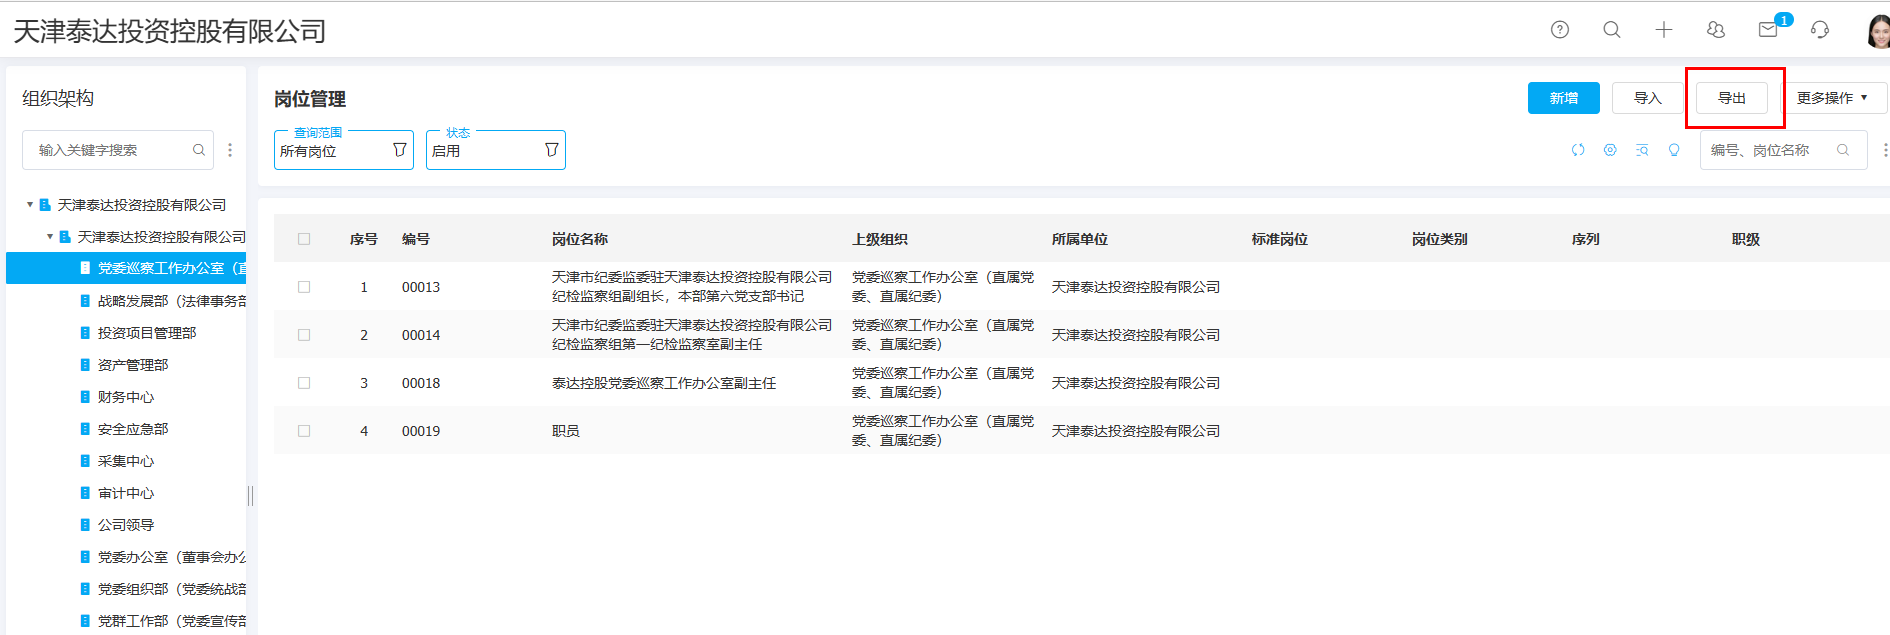 天津泰达投资控股有限公司
1
组织架构
输入关键字搜索
天津泰达投资控股有限公司
天津泰达投资控股有限公司
党委巡察工作办公室（直
战略发展部（法律事务部
投资项目管理部
资产管理部
财务中心
安全应急部
采集中心
审计中心
公司领导
党委办公室（董事会办公
党委组织部（党委统战部
党群工作部（党委宣传部
岗位管理
新增
导入
导出
更多操作
查询范围
所有岗位
状态
启用
编号、岗位名称
序号 编号 岗位名称 上级组织 所属单位 标准岗位 岗位类别 序列 职级
1 00013 天津市纪委监委驻天津泰达投资控股有限公司 党委巡察工作办公室（直属党 天津泰达投资控股有限公司
纪检监察组副组长，本部第六党支部书记 委、直属纪委）
2 00014 天津市纪委监委驻天津泰达投资控股有限公司 党委巡察工作办公室（直属党 天津泰达投资控股有限公司
纪检监察组第一纪检监察室副主任 委、直属纪委）
3 00018 泰达控股党委巡察工作办公室副主任 党委巡察工作办公室（直属党 天津泰达投资控股有限公司
委、直属纪委）
4 00019 职员 党委巡察工作办公室（直属党 天津泰达投资控股有限公司
委、直属纪委）